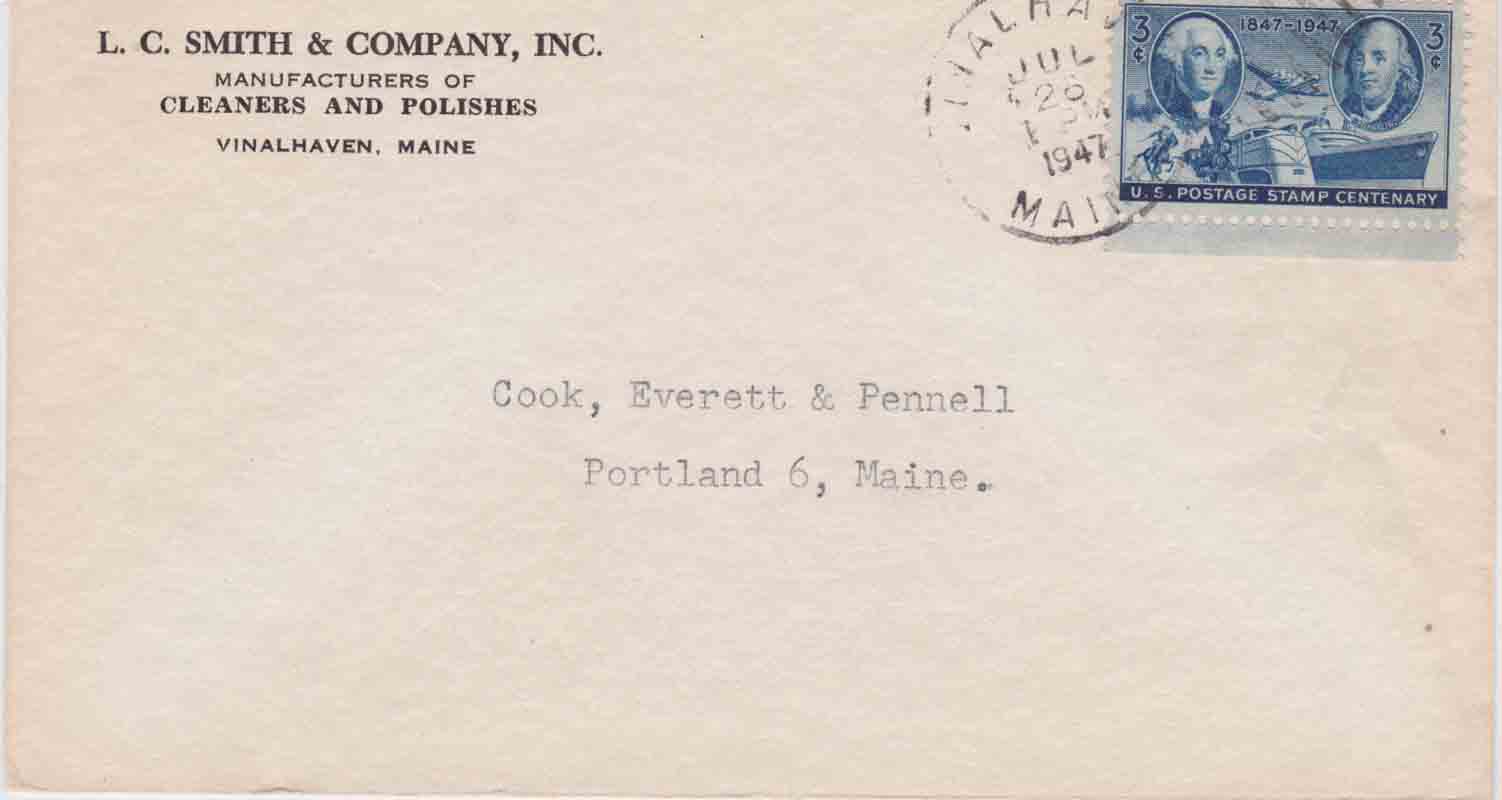 L. C. SMITH & COMPANY, INC.
MANUFACTURERS OF
CLEANERS AND POLISHES
VINALHAVEN, MAINE
JUL
1947
MAIN
3¢ 1847-1947 3¢
U.S. POSTAGE STAMP CENTENARY
Cook, Everett & Pennell
Portland 6, Maine.